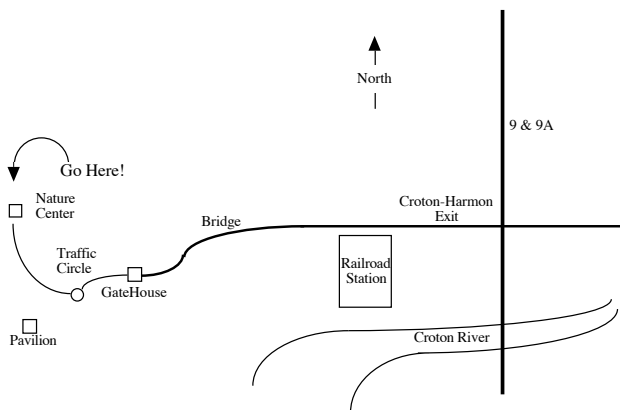 North
9 & 9A
Go Here!
Nature
Center
Croton-Harmon
Exit
Bridge
Traffic
Circle
Railroad
Station
GateHouse
Pavilion
Croton River